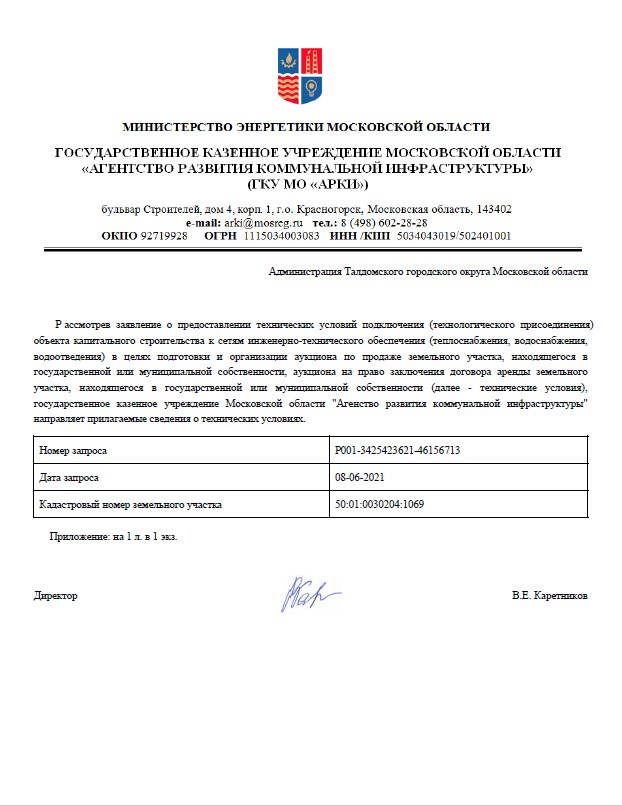 МИНИСТЕРСТВО ЭНЕРГЕТИКИ МОСКОВСКОЙ ОБЛАСТИ
ГОСУДАРСТВЕННОЕ КАЗЕННОЕ УЧРЕЖДЕНИЕ МОСКОВСКОЙ ОБЛАСТИ
«АГЕНТСТВО РАЗВИТИЯ КОММУНАЛЬНОЙ ИНФРАСТРУКТУРЫ»
(ГКУ МО «АРКИ»)
бульвар Строителей, дом 4, корп. 1, г.о. Красногорск, Московская область, 143402
e-mail: arki@mosreg.ru тел.: 8 (498) 602-28-28
ОКПО 92719928 ОГРН 1115034003083 ИНН /КПП 5034043019/502401001
Администрация Талдомского городского округа Московской области
Рассмотрев заявление о предоставлении технических условий подключения (технологического присоединения)
объекта капитального строительства к сетям инженерно-технического обеспечения (теплоснабжения, водоснабжения,
водоотведения) в целях подготовки и организации аукциона по продаже земельного участка, находящегося в
государственной или муниципальной собственности, аукциона на право заключения договора аренды земельного
участка, находящегося в государственной или муниципальной собственности (далее - технические условия),
государственное казенное учреждение Московской области "Агенство развития коммунальной инфраструктуры"
направляет прилагаемые сведения о технических условиях.
Номер запроса P001-3425423621-46156713
Дата запроса 08-06-2021
Кадастровый номер земельного участка 50:01:0030204:1069
Приложение: на 1 л. в 1 экз.
Директор В.Е. Каретников